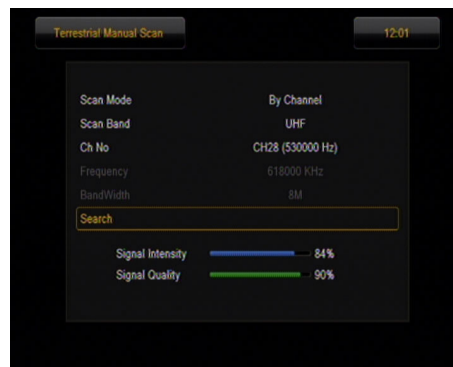 Terrestrial Manual Scan 12:01
Scan Mode By Channel
Scan Band UHF
Ch No CH28 (530000 Hz)
Frequency 618000 KHz
BandWidth 8M
Search
Signal Intensity 84%
Signal Quality 90%